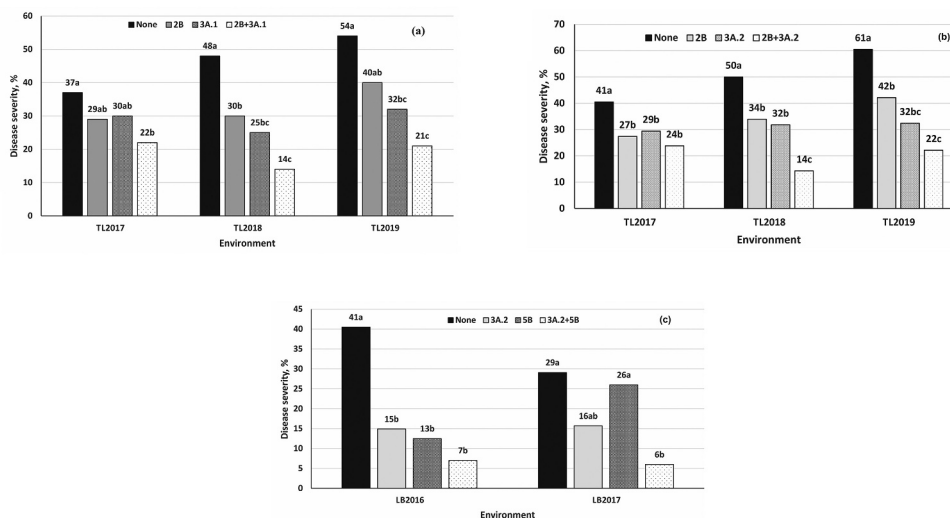 None 2B 3A.1 2B+3A.1
(a)
Disease severity, %
60
50
40
30
20
10
0
37a
29ab
30ab
22b
48a
30b
25bc
14c
54a
40ab
32bc
21c
TL2017 TL2018 TL2019
Environment
None 2B 3A.2 2B+3A.2
(b)
Disease severity, %
70
60
50
40
30
20
10
0
41a
27b
29b
24b
50a
34b
32b
14c
61a
42b
32bc
22c
TL2017 TL2018 TL2019
Environment
None 3A.2 5B 3A.2+5B
(c)
Disease severity, %
45
40
35
30
25
20
15
10
5
0
41a
15b
13b
7b
29a
16ab
26a
6b
LB2016 LB2017
Environment